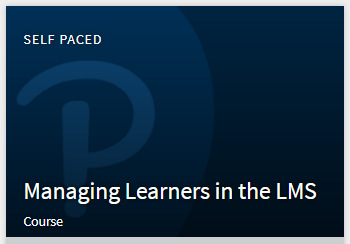 SELF PACED
Managing Learners in the LMS
Course